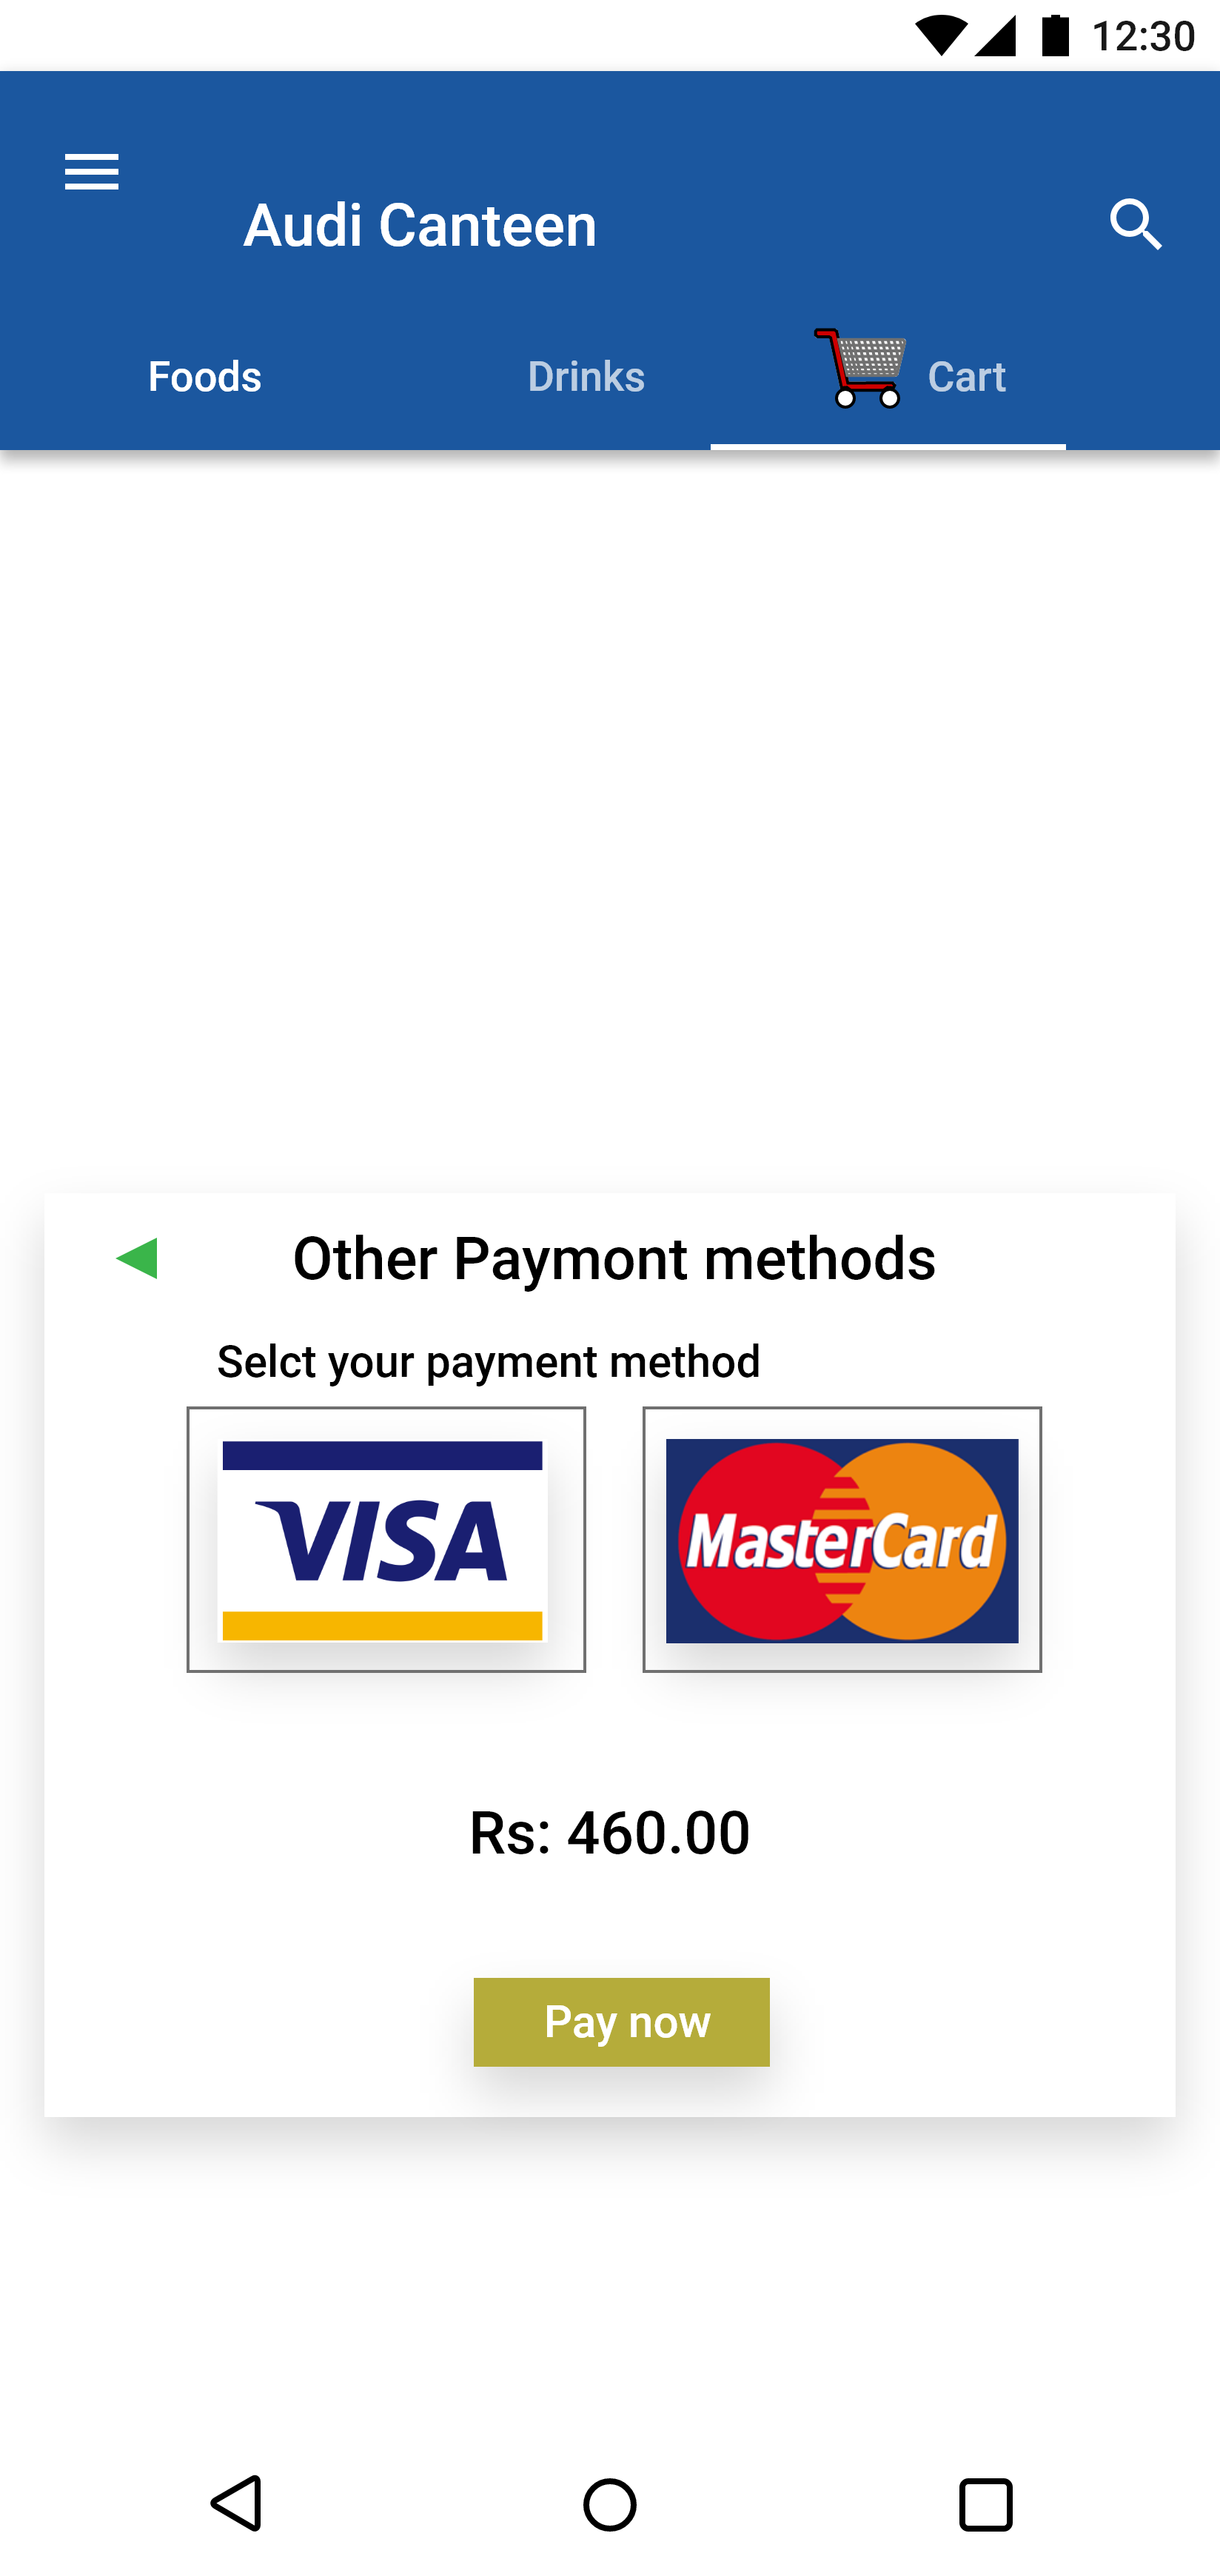 12:30
Audi Canteen
Foods Drinks Cart
Other Paymont methods
Selct your payment method
VISA MasterCard
Rs: 460.00
Pay now